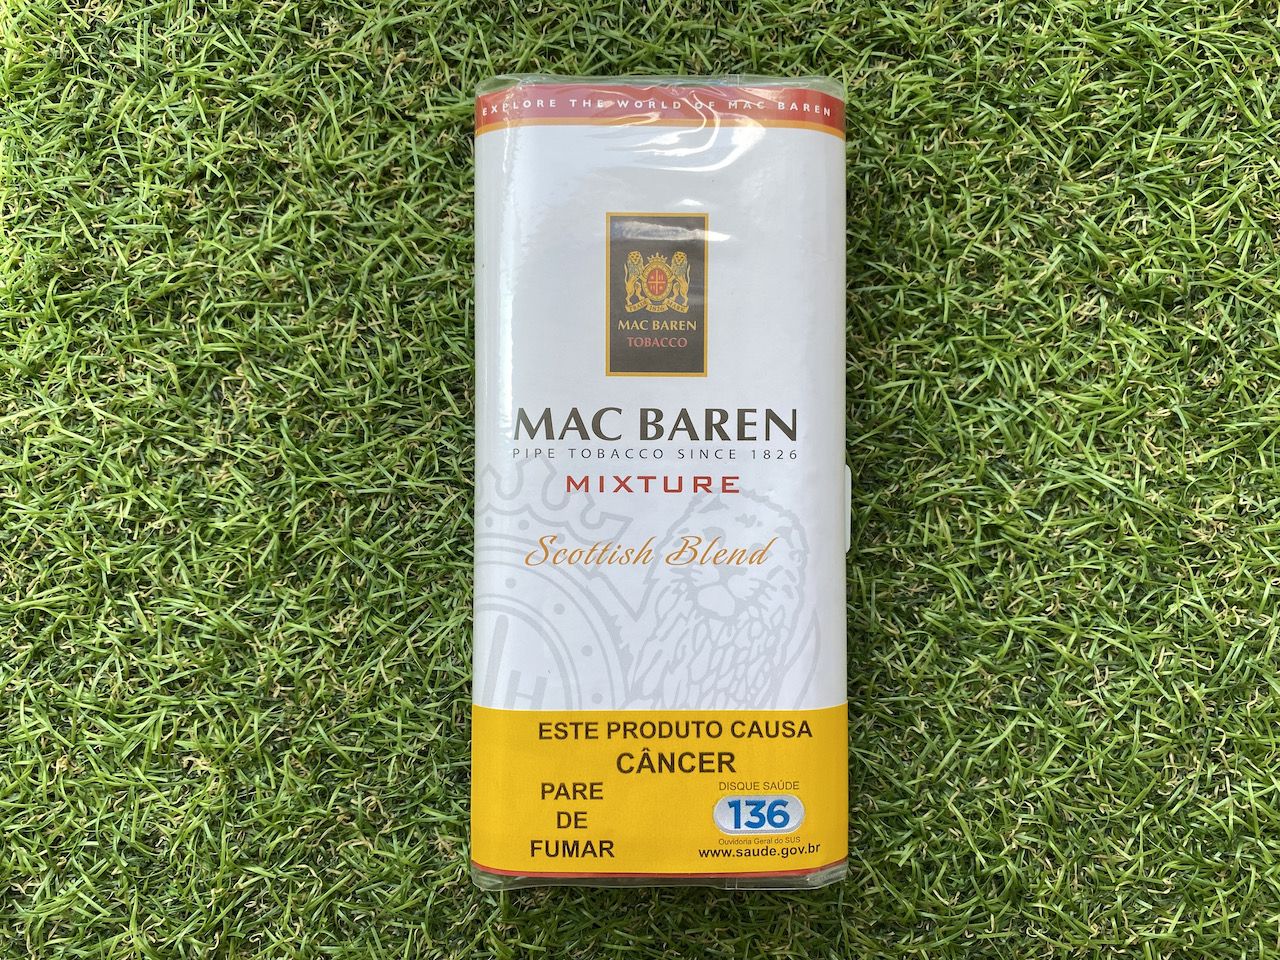 EXPLORE THE WORLD OF MAC BAREN
MAC BAREN
TOBACCO
MAC BAREN
PIPE TOBACCO SINCE 1826
MIXTURE
Scottish Blend
H
ESTE PRODUTO CAUSA
CÂNCER
PARE
DE
FUMAR
DISQUE SAÚDE
136
Ouvidoria Geral do SUS
www.saude.gov.br